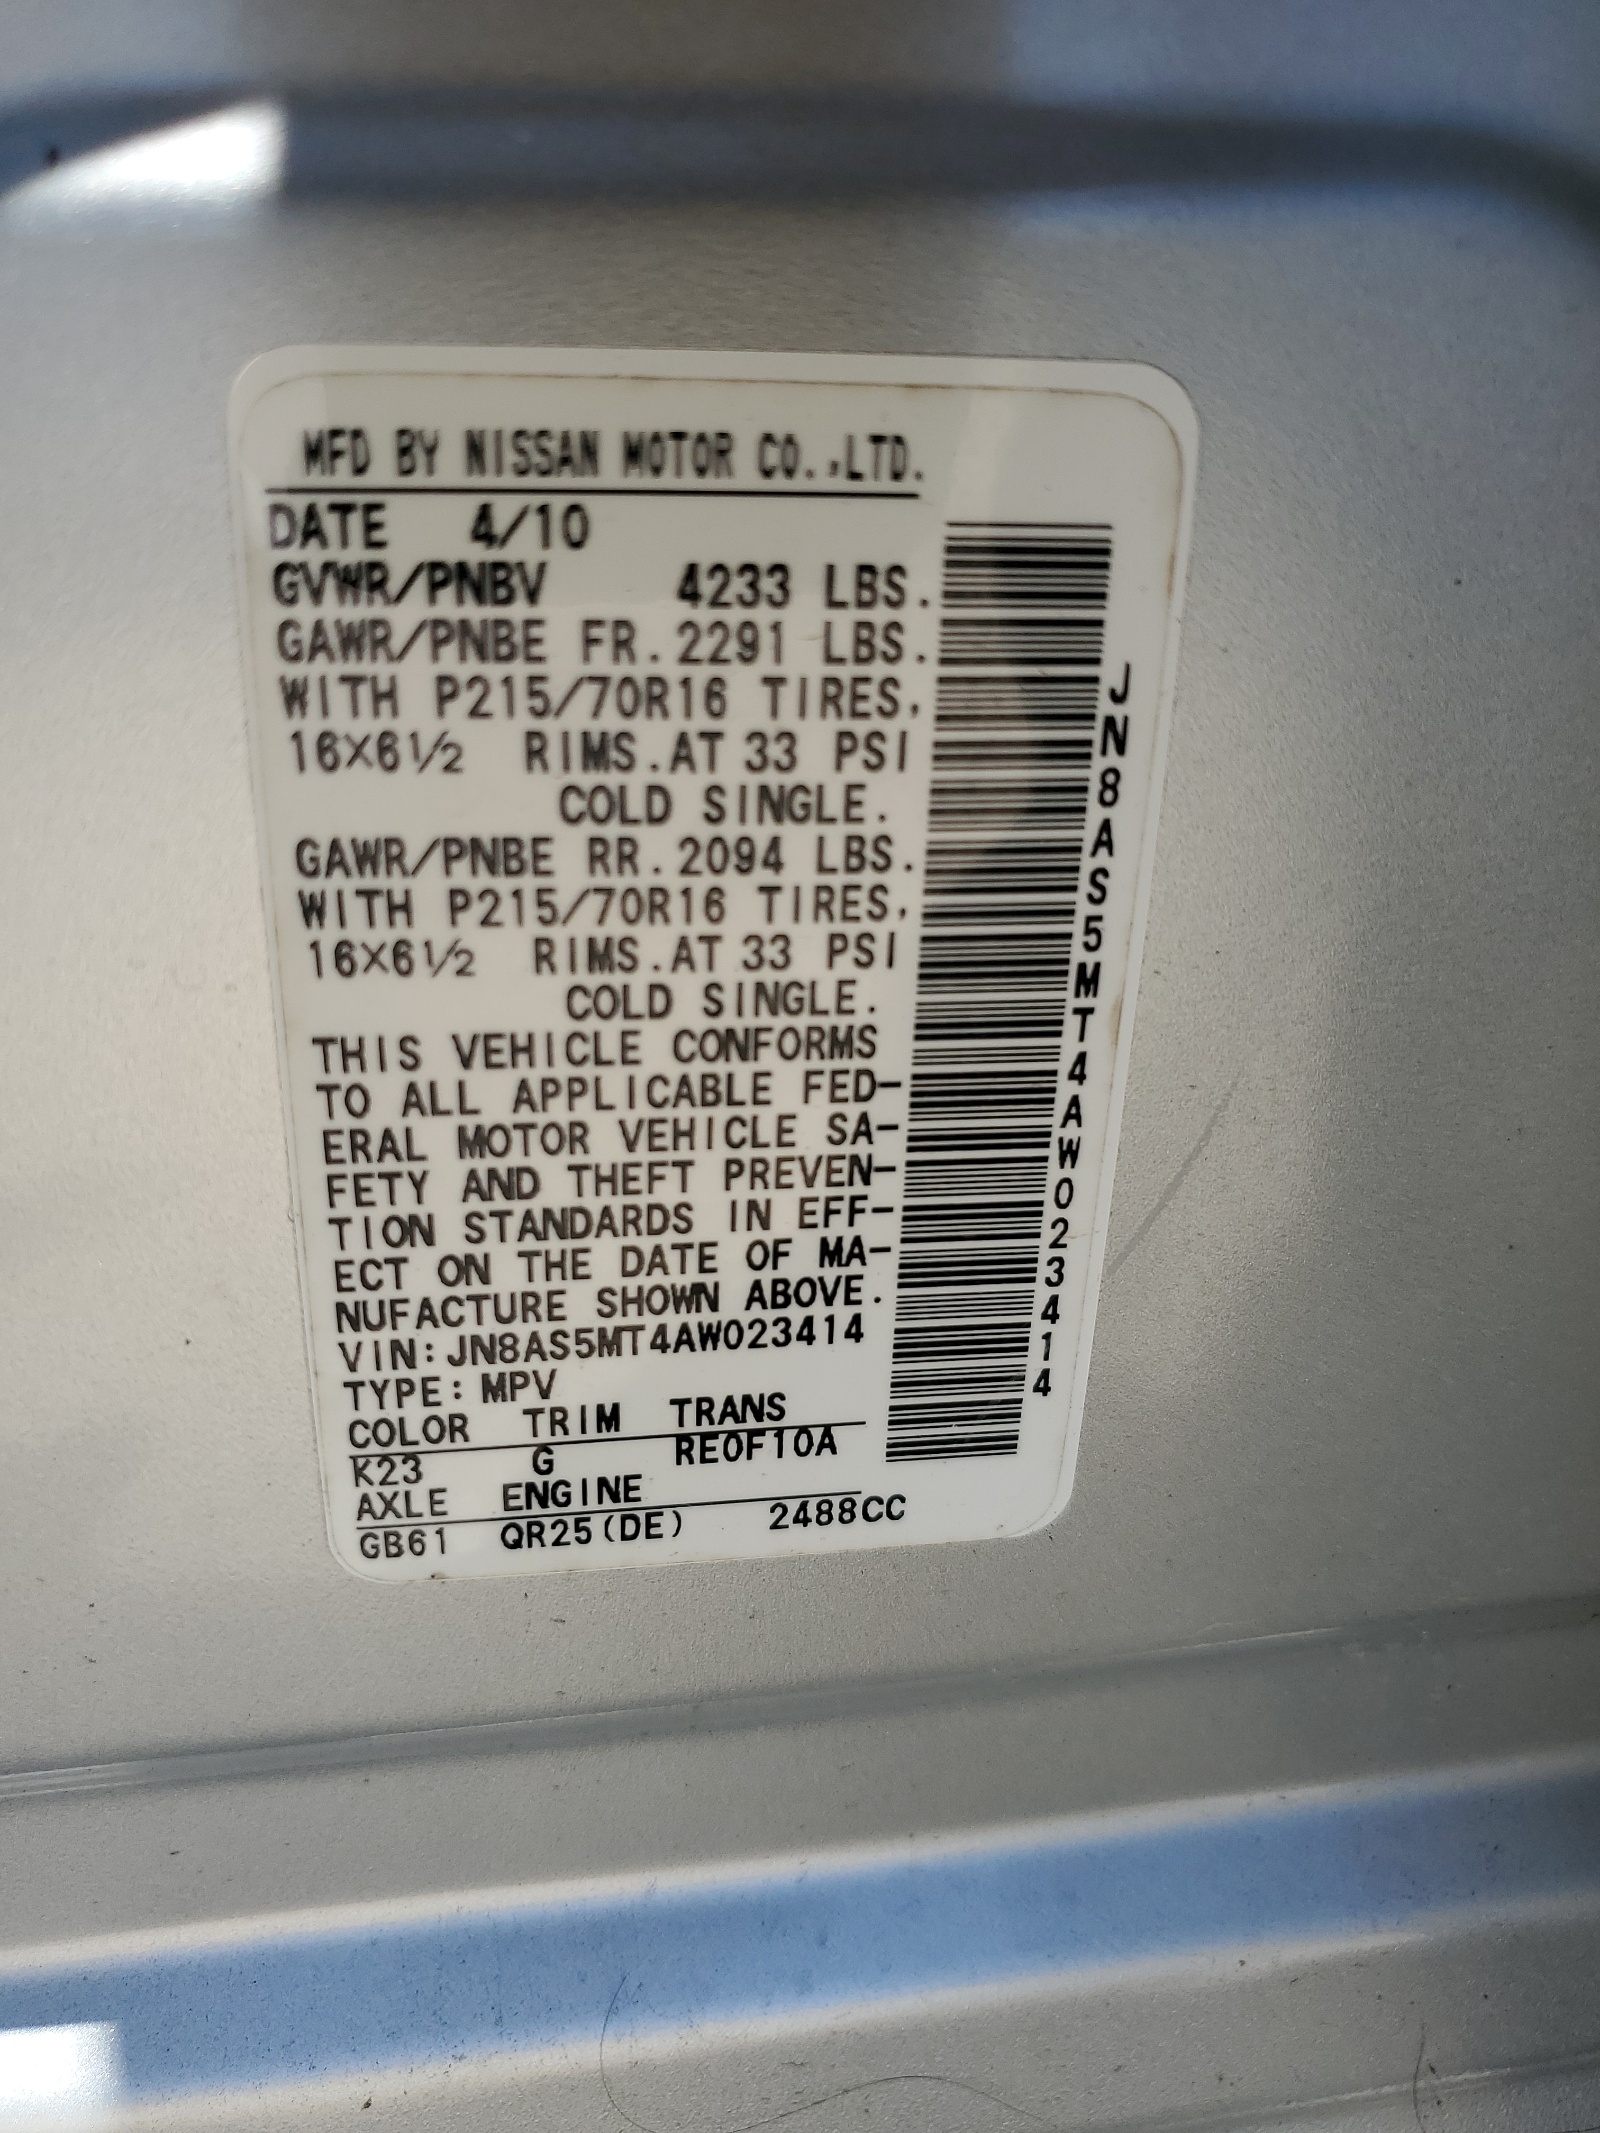 MFD BY NISSAN MOTOR CO.,LTD.
DATE 4/10
GVWR/PNBV 4233 LBS.
GAWR/PNBE FR.2291 LBS.
WITH P215/70R16 TIRES,
16X6½ RIMS.AT 33 PSI
COLD SINGLE.
GAWR/PNBE RR.2094 LBS.
WITH P215/70R16 TIRES,
16X6½ RIMS.AT 33 PSI
COLD SINGLE.
THIS VEHICLE CONFORMS
TO ALL APPLICABLE FED-
ERAL MOTOR VEHICLE SA-
FETY AND THEFT PREVEN-
TION STANDARDS IN EFF-
ECT ON THE DATE OF MA-
NUFACTURE SHOWN ABOVE.
VIN:JN8AS5MT4AW023414
TYPE:MPV
COLOR TRIM TRANS
K23 G RE0F10A
AXLE ENGINE
GB61 QR25(DE) 2488CC
JN8AS5MT4AW023414